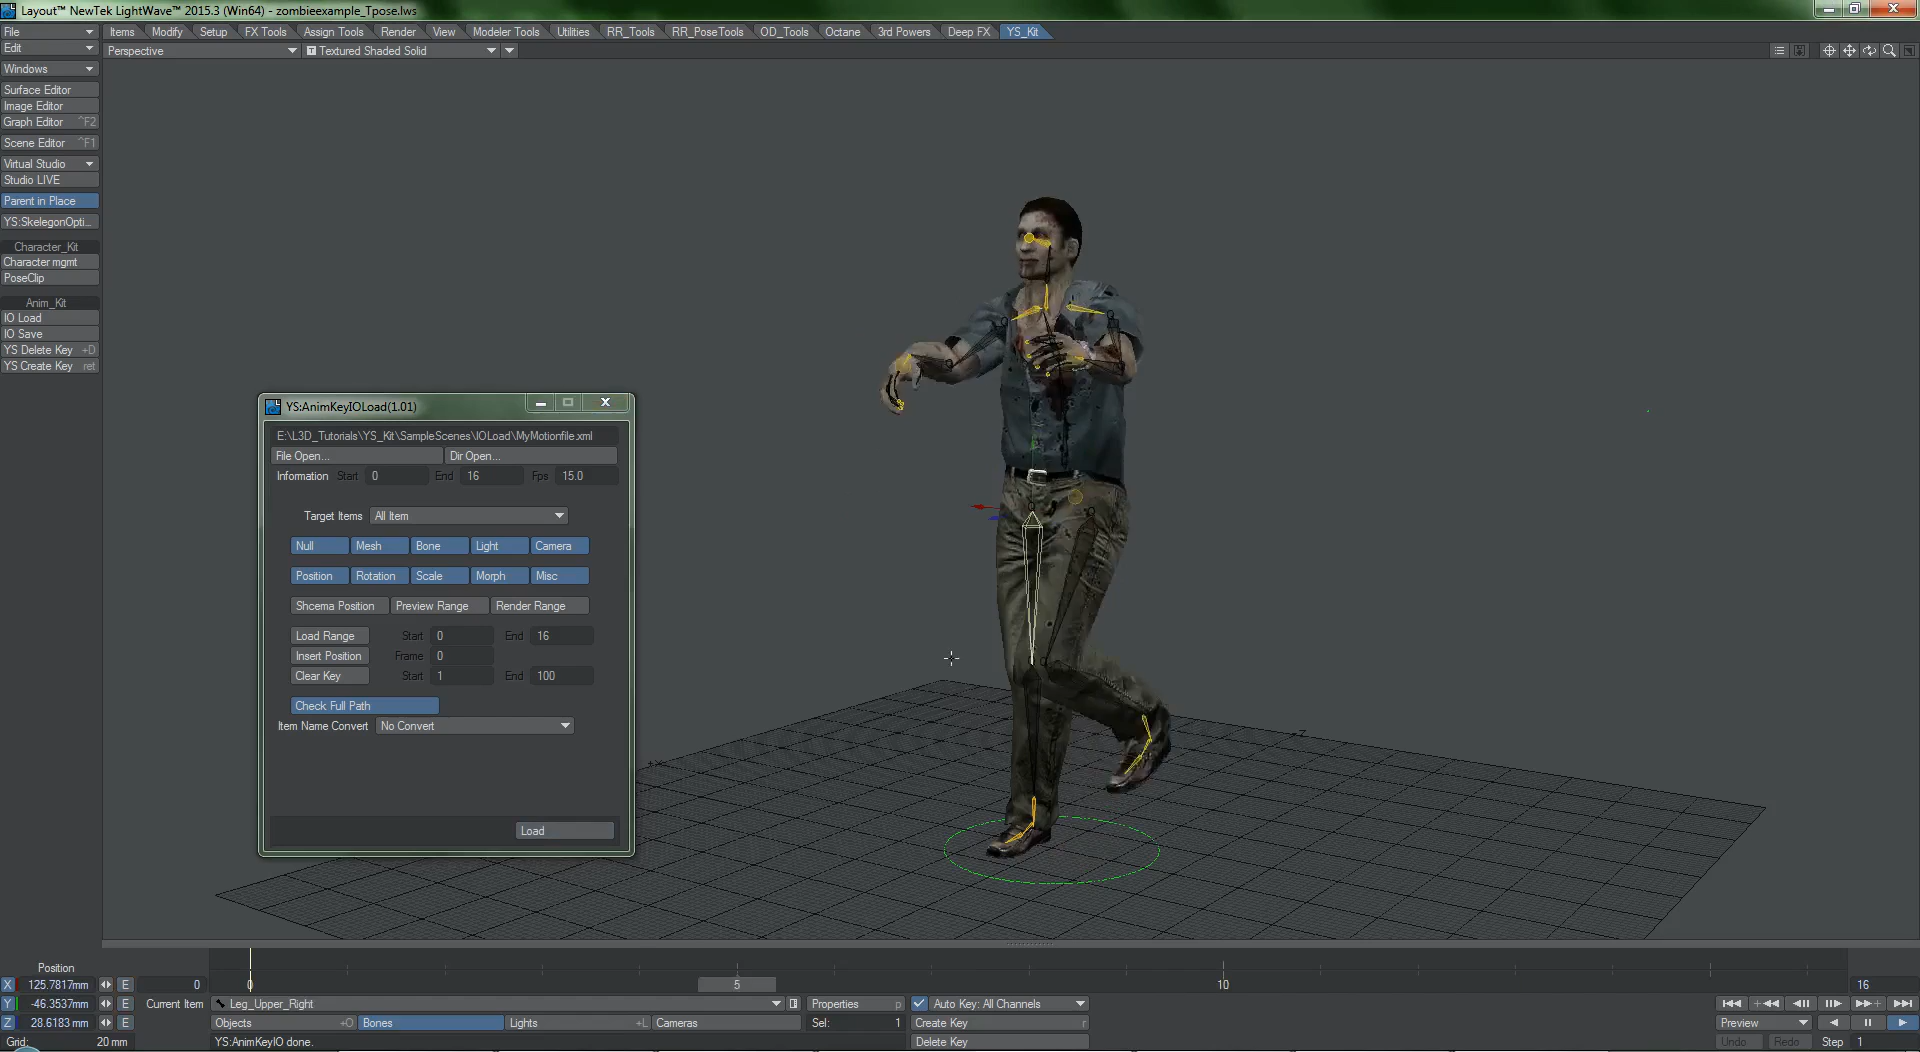 Layout™ NewTek LightWave™ 2015.3 (Win64) - zombieexample_Tpose.lws
File Items Modify Setup FX Tools Assign Tools Render View Modeler Tools Utilities RR_Tools RR_PoseTools OD_Tools Octane 3rd Powers Deep FX YS_Kit
Edit Perspective Textured Shaded Solid
Windows
Surface Editor
Image Editor
Graph Editor ^F2
Scene Editor ^F1
Virtual Studio
Studio LIVE
Parent in Place
YS:SkelegonOpti...
Character_Kit
Character mgmt
PoseClip
Anim_Kit
IO Load
IO Save
YS Delete Key +D
YS Create Key ret
YS:AnimKeyIOLoad(1.01)
E:\L3D_Tutorials\YS_Kit\SampleScenes\IOLoad\MyMotionfile.xml
File Open... Dir Open...
Information Start 0 End 16 Fps 15.0
Target Items All Item
Null Mesh Bone Light Camera
Position Rotation Scale Morph Misc
Shcema Position Preview Range Render Range
Load Range Start 0 End 16
Insert Position Frame 0
Clear Key Start 1 End 100
Check Full Path
Item Name Convert No Convert
Load
Position
X 125.7817mm E 0 0 5 10 16
Y -46.3537mm E Current Item Leg_Upper_Right Properties p Auto Key: All Channels
Z 28.6183 mm E Objects +O Bones Lights +L Cameras Sel: 1 Create Key r Preview
Grid: 20 mm YS:AnimKeyIO done. Delete Key Undo Redo Step 1